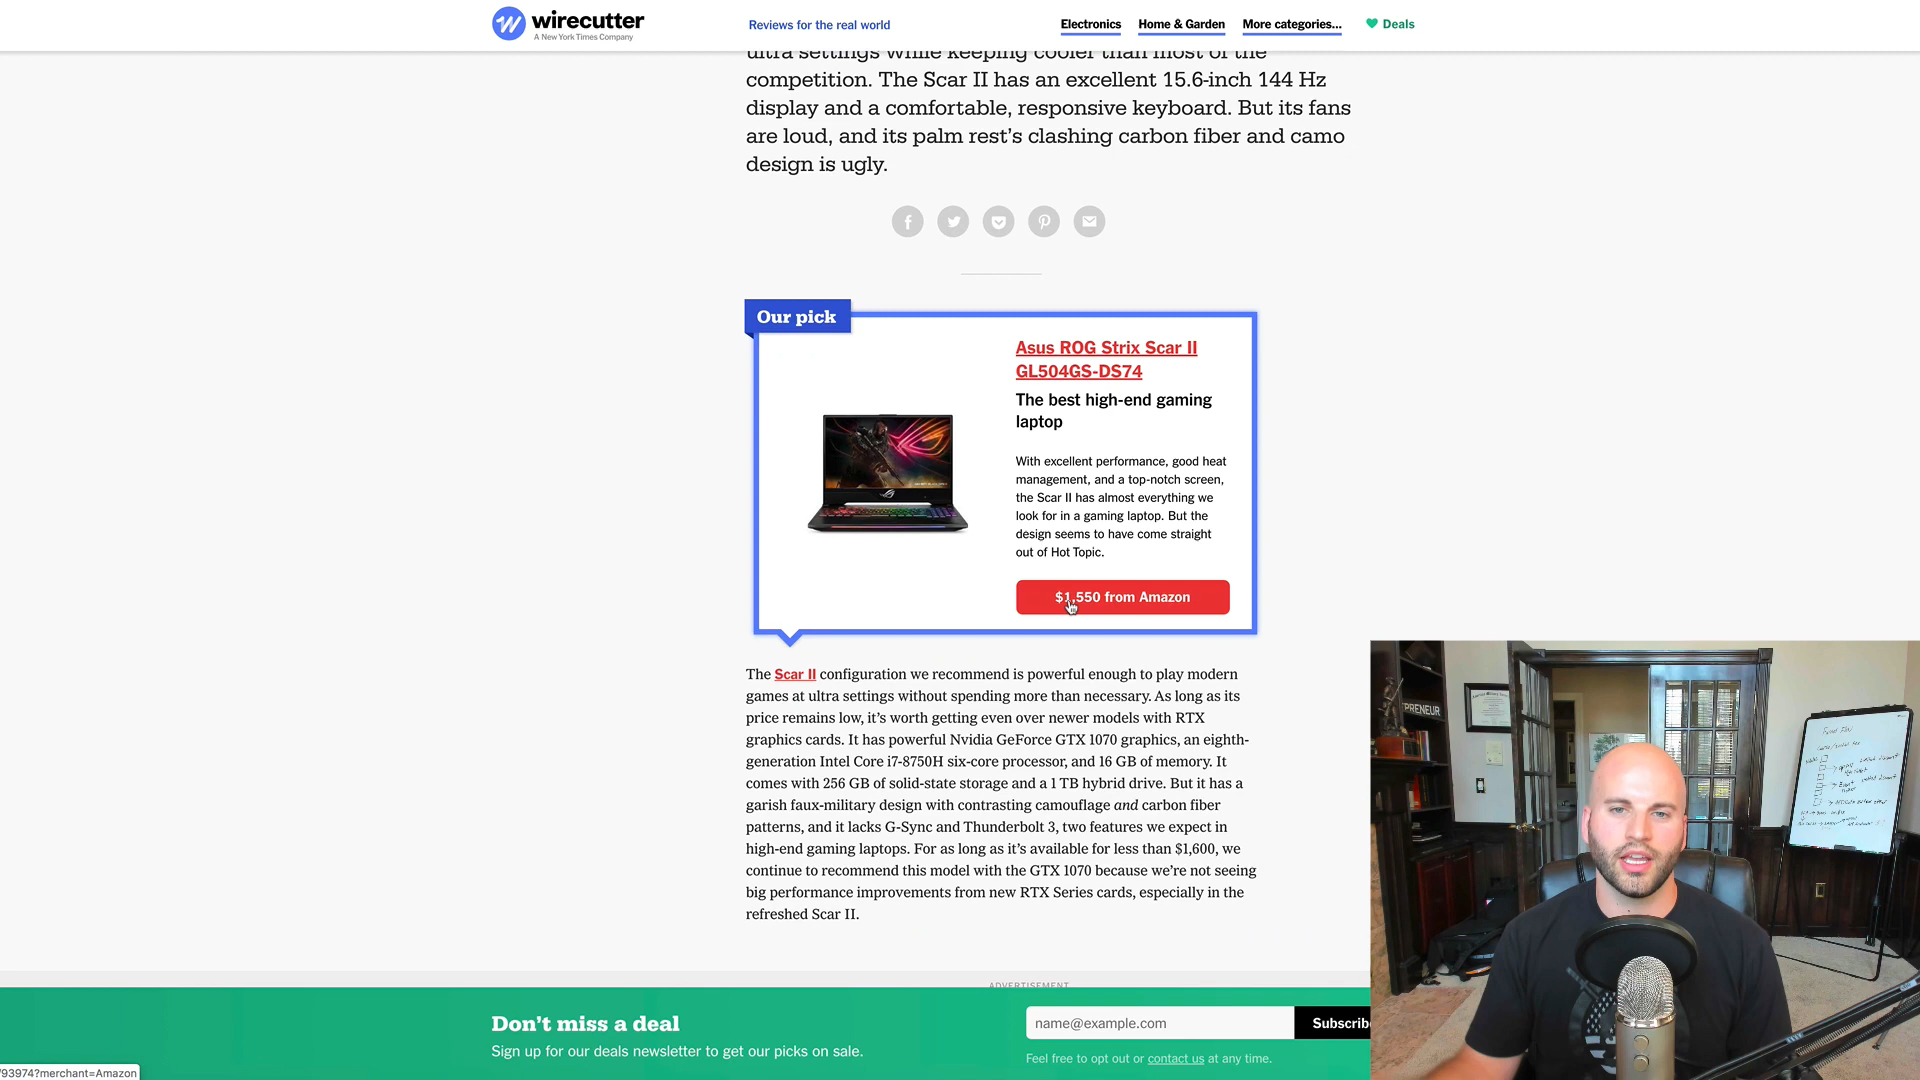 wirecutter
A New York Times Company
Reviews for the real world
Electronics
Home & Garden
More categories...
Deals
ultra settings while keeping cooler than most of the
competition. The Scar II has an excellent 15.6-inch 144 Hz
display and a comfortable, responsive keyboard. But its fans
are loud, and its palm rest's clashing carbon fiber and camo
design is ugly.
Our pick
Asus ROG Strix Scar II
GL504GS-DS74
The best high-end gaming
laptop
With excellent performance, good heat
management, and a top-notch screen,
the Scar II has almost everything we
look for in a gaming laptop. But the
design seems to have come straight
out of Hot Topic.
$1,550 from Amazon
The Scar II configuration we recommend is powerful enough to play modern
games at ultra settings without spending more than necessary. As long as its
price remains low, it's worth getting even over newer models with RTX
graphics cards. It has powerful Nvidia GeForce GTX 1070 graphics, an eighth-
generation Intel Core i7-8750H six-core processor, and 16 GB of memory. It
comes with 256 GB of solid-state storage and a 1 TB hybrid drive. But it has a
garish faux-military design with contrasting camouflage and carbon fiber
patterns, and it lacks G-Sync and Thunderbolt 3, two features we expect in
high-end gaming laptops. For as long as it's available for less than $1,600, we
continue to recommend this model with the GTX 1070 because we're not seeing
big performance improvements from new RTX Series cards, especially in the
refreshed Scar II.
ADVERTISEMENT
Don't miss a deal
Sign up for our deals newsletter to get our picks on sale.
name@example.com
Subscrib
Feel free to opt out or contact us at any time.
/93974?merchant=Amazon
PRENEUR